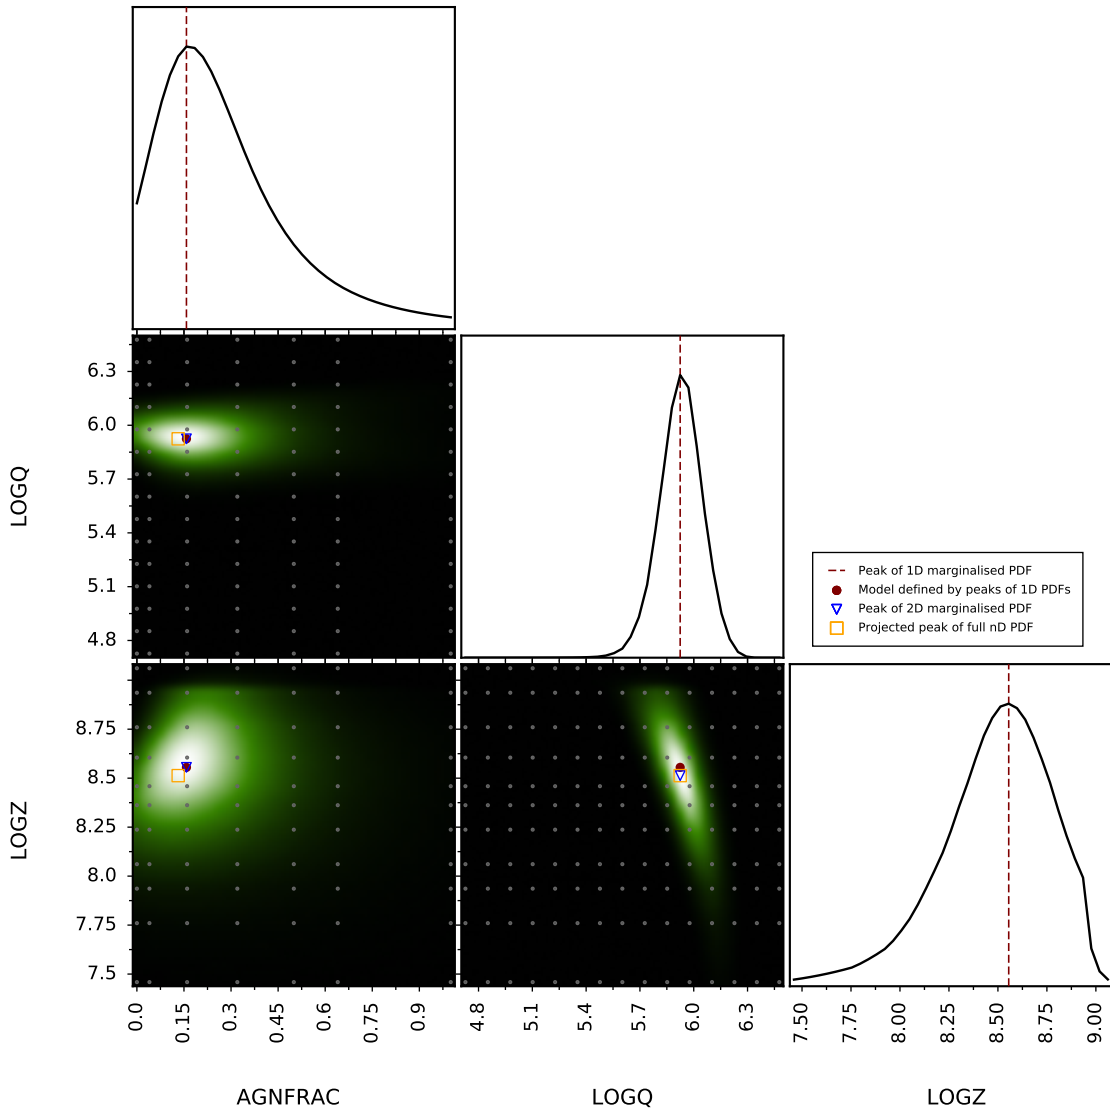 6.3
6.0
5.7
5.4
5.1
4.8
LOGQ
Peak of 1D marginalised PDF
Model defined by peaks of 1D PDFs
Peak of 2D marginalised PDF
Projected peak of full nD PDF
8.75
8.5
8.25
8.0
7.75
7.5
LOGZ
0.0 0.15 0.3 0.45 0.6 0.75 0.9
4.8 5.1 5.4 5.7 6.0 6.3
7.50 7.75 8.00 8.25 8.50 8.75 9.00
AGNFRAC LOGQ LOGZ